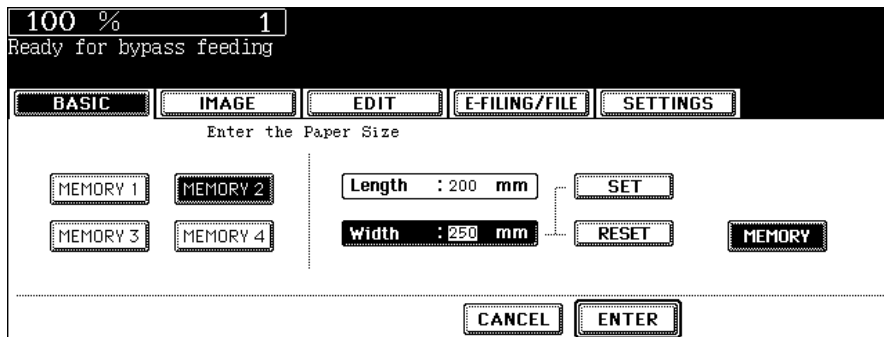 100 % 1
Ready for bypass feeding
BASIC IMAGE EDIT E-FILING/FILE SETTINGS
Enter the Paper Size
MEMORY 1 MEMORY 2 Length : 200 mm SET
MEMORY 3 MEMORY 4 Width : 250 mm RESET MEMORY
CANCEL ENTER